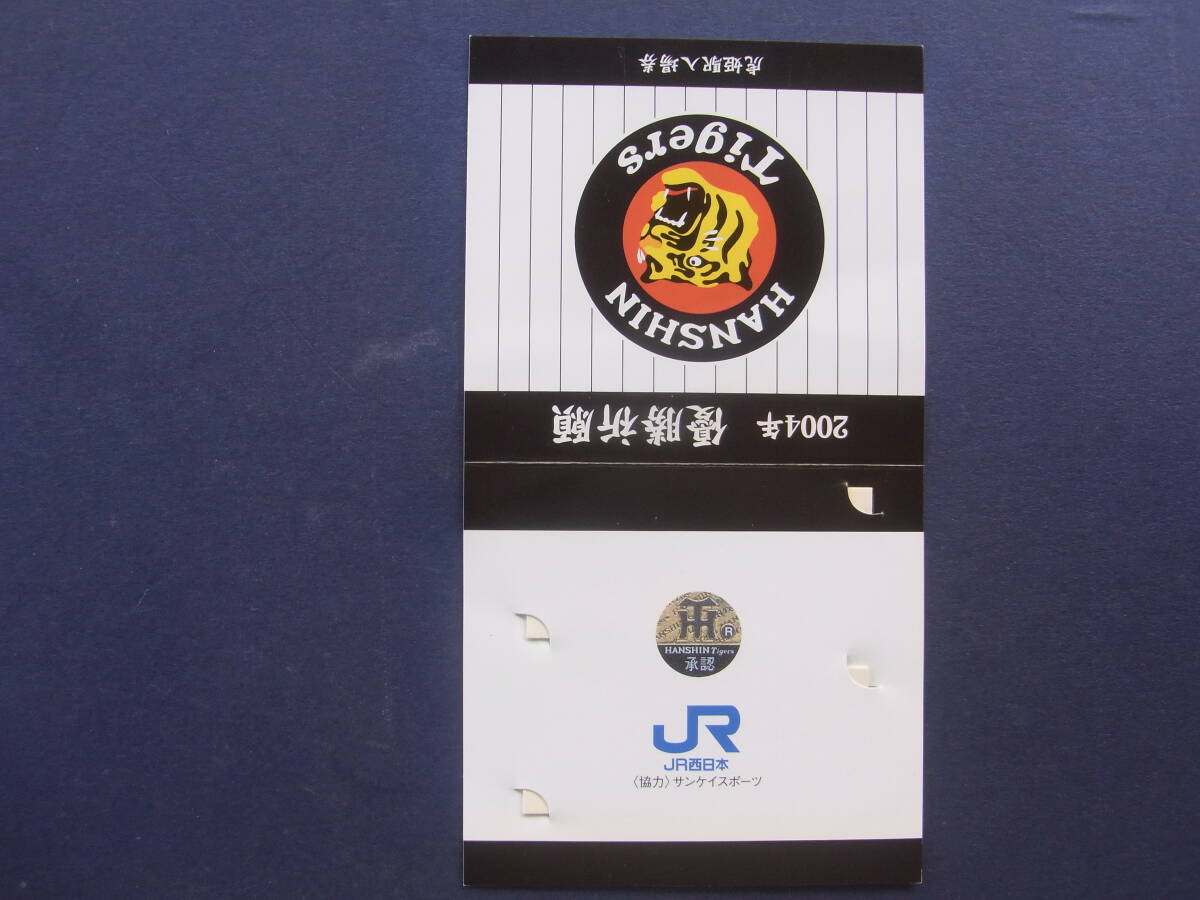 虎姫駅入場券
HANSHIN
Tigers
2004年 優勝祈願
HANSHIN Tigers
承認
R
JR
JR西日本
〈協力〉サンケイスポーツ